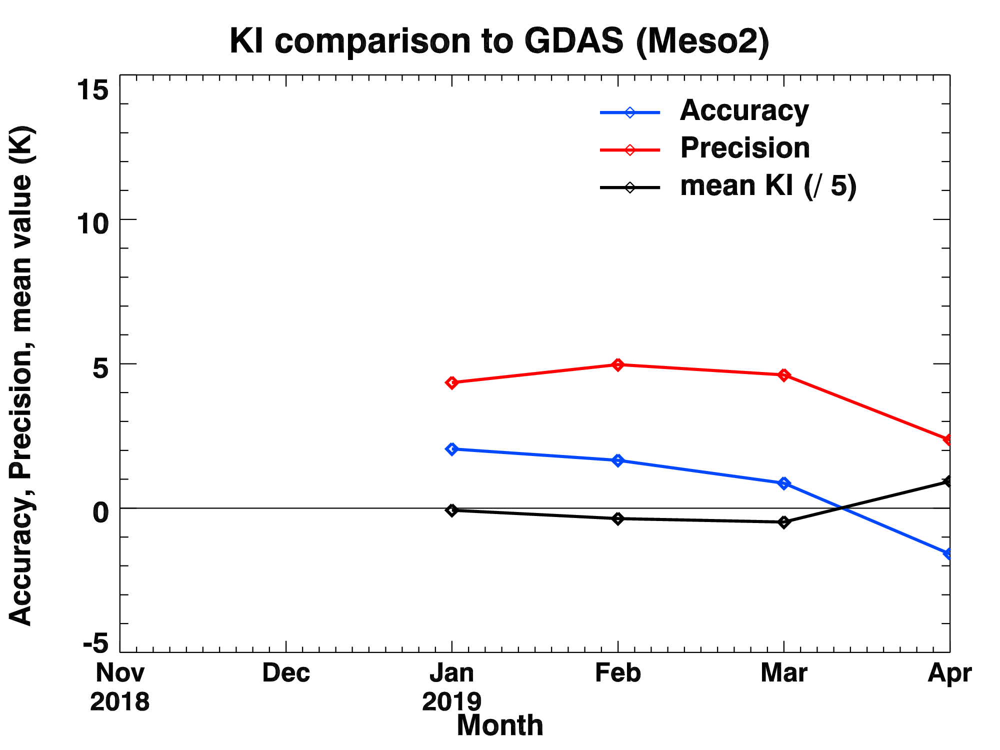 KI comparison to GDAS (Meso2)
15
10
5
0
-5
Accuracy, Precision, mean value (K)
Accuracy
Precision
mean KI (/ 5)
Nov Dec Jan Feb Mar Apr
2018 2019
Month